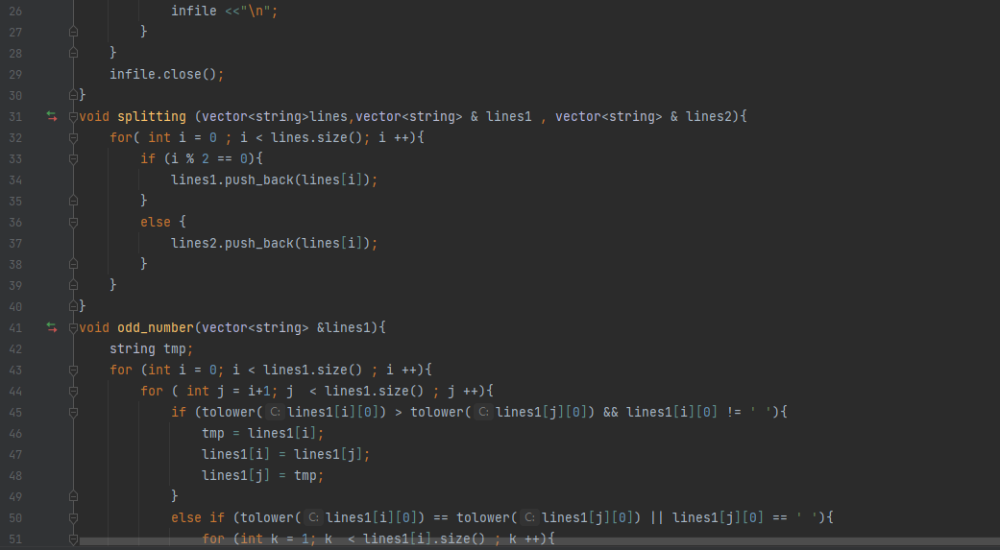 26 infile <<"\n";
27 }
28 }
29 infile.close();
30 }
31 void splitting (vector<string>lines,vector<string> & lines1 , vector<string> & lines2){
32 for( int i = 0 ; i < lines.size(); i ++){
33 if (i % 2 == 0){
34 lines1.push_back(lines[i]);
35 }
36 else {
37 lines2.push_back(lines[i]);
38 }
39 }
40 }
41 void odd_number(vector<string> &lines1){
42 string tmp;
43 for (int i = 0; i < lines1.size() ; i ++){
44 for ( int j = i+1; j  < lines1.size() ; j ++){
45 if (tolower( C: lines1[i][0]) > tolower( C: lines1[j][0]) && lines1[i][0] != ' '){
46 tmp = lines1[i];
47 lines1[i] = lines1[j];
48 lines1[j] = tmp;
49 }
50 else if (tolower( C: lines1[i][0]) == tolower( C: lines1[j][0]) || lines1[j][0] == ' '){
51 for (int k = 1; k  < lines1[i].size() ; k ++){